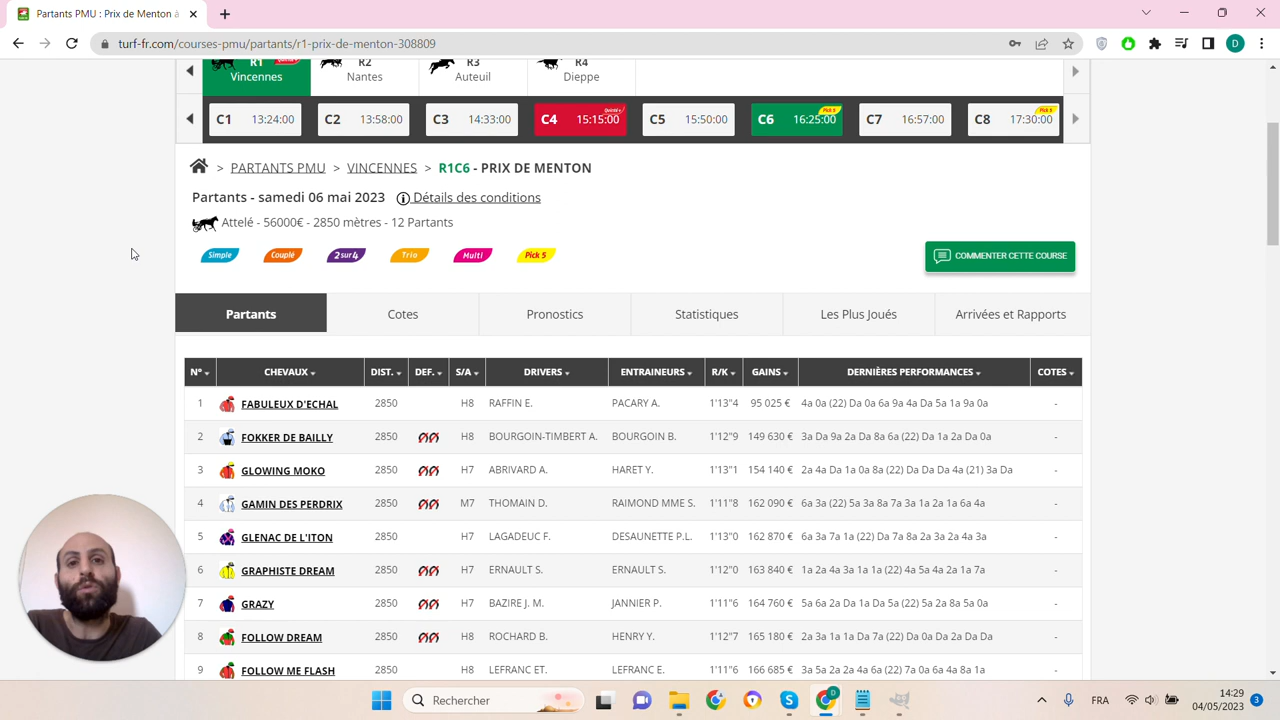 Partants PMU : Prix de Menton à
turf-fr.com/courses-pmu/partants/r1-prix-de-menton-308809
D
R1 R2 R3 R4
Vincennes Nantes Auteuil Dieppe
C1 13:24:00 C2 13:58:00 C3 14:33:00 C4 15:15:00 C5 15:50:00 C6 16:25:00 C7 16:57:00 C8 17:30:00
> PARTANTS PMU > VINCENNES > R1C6 - PRIX DE MENTON
Partants - samedi 06 mai 2023 Détails des conditions
Attelé - 56000€ - 2850 mètres - 12 Partants
Simple Couplé 2sur4 Trio Multi Pick 5
COMMENTER CETTE COURSE
Partants Cotes Pronostics Statistiques Les Plus Joués Arrivées et Rapports
N° CHEVAUX DIST. DEF. S/A DRIVERS ENTRAINEURS R/K GAINS DERNIÈRES PERFORMANCES COTES
1 FABULEUX D'ECHAL 2850 H8 RAFFIN E. PACARY A. 1'13"4 95 025 € 4a 0a (22) Da 0a 6a 9a 4a Da 5a 1a 9a 0a -
2 FOKKER DE BAILLY 2850 H8 BOURGOIN-TIMBERT A. BOURGOIN B. 1'12"9 149 630 € 3a Da 9a 2a Da 8a 6a (22) Da 1a 2a Da 0a -
3 GLOWING MOKO 2850 H7 ABRIVARD A. HARET Y. 1'13"1 154 140 € 2a 4a Da 1a 0a 8a (22) Da Da Da 4a (21) 3a Da -
4 GAMIN DES PERDRIX 2850 M7 THOMAIN D. RAIMOND MME S. 1'11"8 162 090 € 6a 3a (22) 5a 3a 8a 7a 3a 1a 2a 1a 6a 4a -
5 GLENAC DE L'ITON 2850 H7 LAGADEUC F. DESAUNETTE P.L. 1'13"0 162 870 € 6a 3a 7a 1a (22) Da 7a 8a 2a 3a 2a 4a 3a -
6 GRAPHISTE DREAM 2850 H7 ERNAULT S. ERNAULT S. 1'12"0 163 840 € 1a 2a 4a 3a 1a 1a (22) 4a 5a 4a 2a 1a 7a -
7 GRAZY 2850 H7 BAZIRE J. M. JANNIER P. 1'11"6 164 760 € 5a 6a 2a Da 1a Da 5a (22) 5a 2a 8a 5a 0a -
8 FOLLOW DREAM 2850 H8 ROCHARD B. HENRY Y. 1'12"7 165 180 € 2a 3a 1a 1a Da 7a (22) Da 0a Da 2a Da Da -
9 FOLLOW ME FLASH 2850 H8 LEFRANC ET. LEFRANC E. 1'11"6 166 685 € 3a 5a 2a 2a 4a 6a (22) 7a 0a 6a 4a 8a 1a -
Rechercher
FRA
14:29
04/05/2023
3